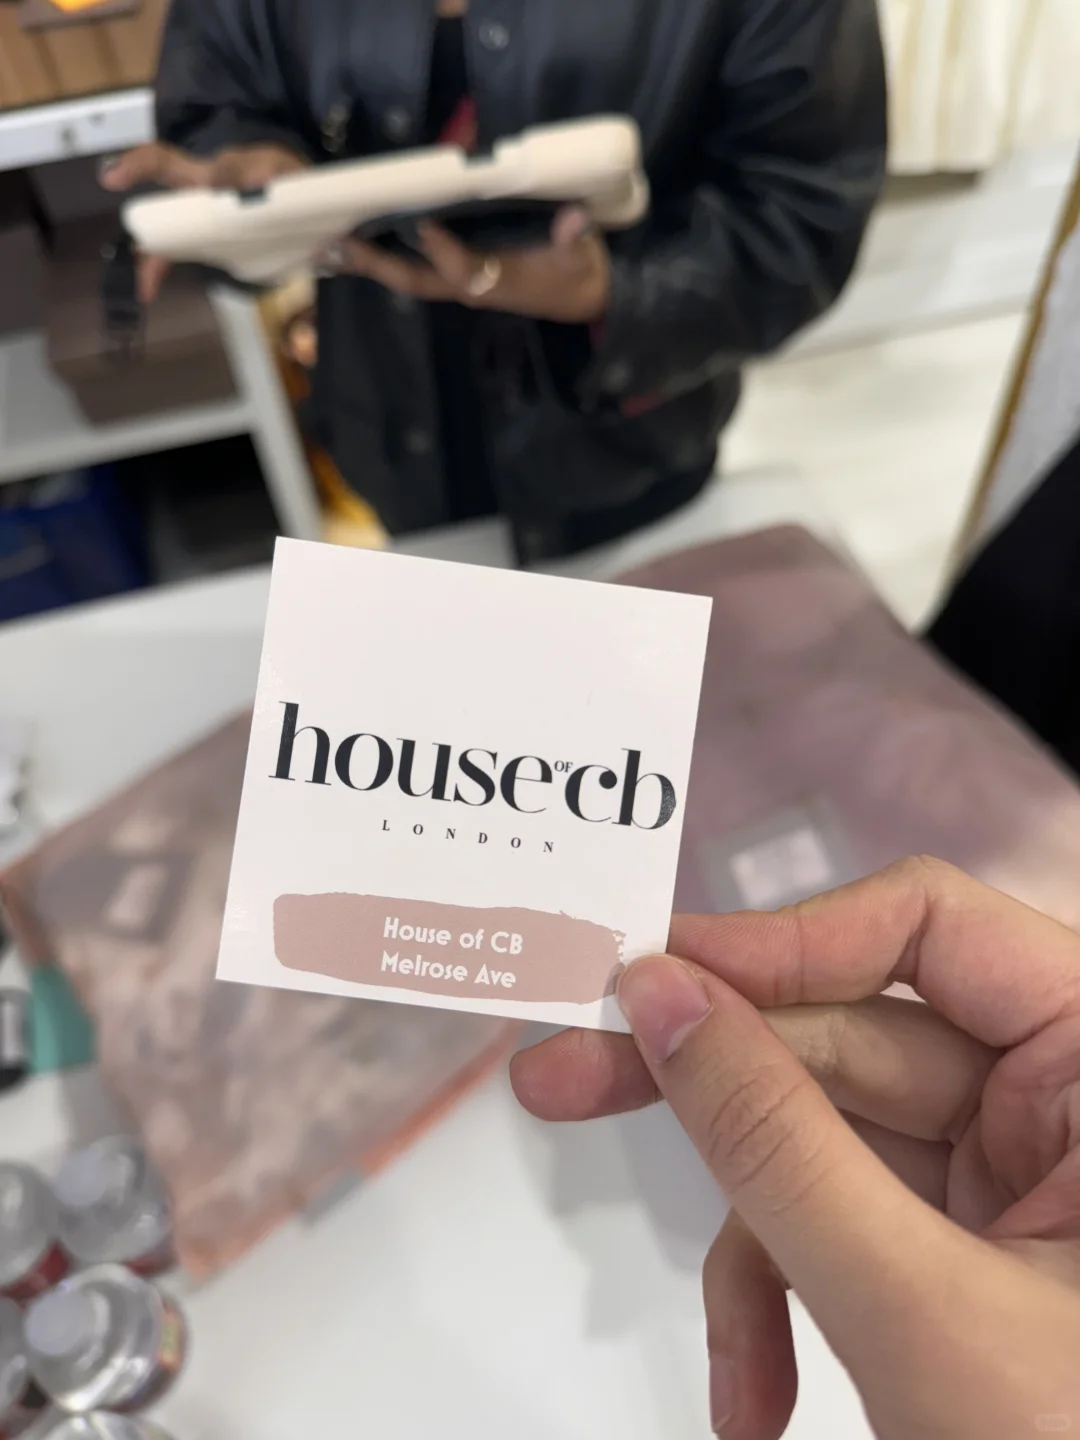 house OF cb
LONDON
House of CB
Melrose Ave